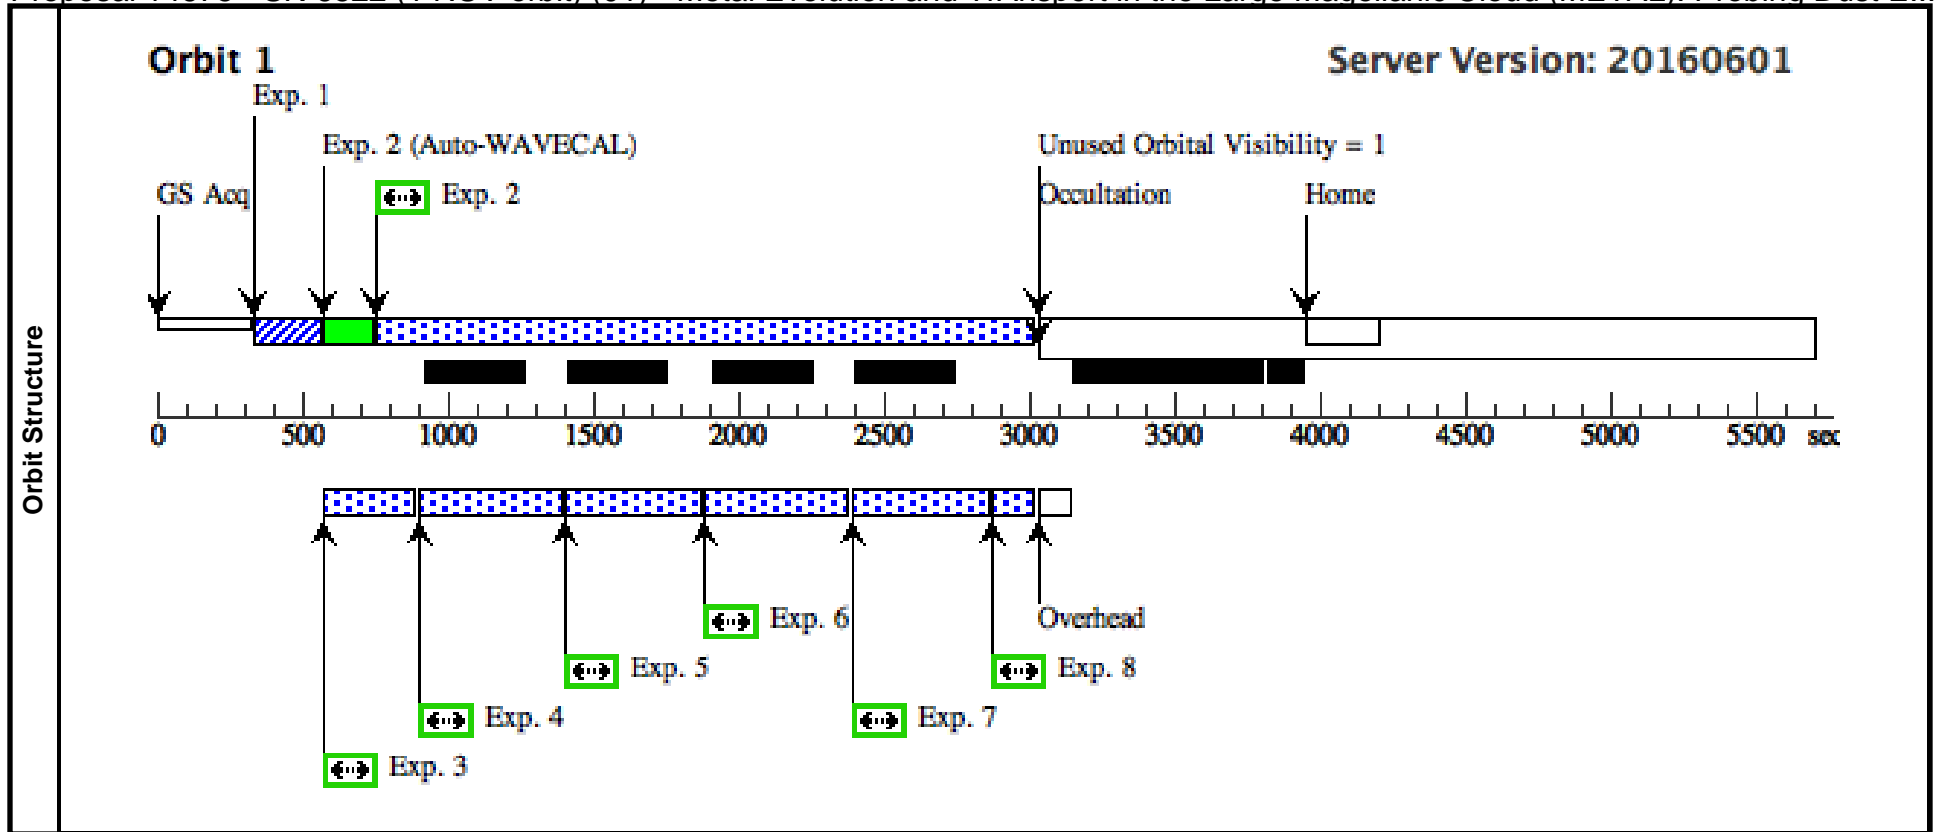 Orbit 1
Server Version: 20160601
Exp. 1
Exp. 2 (Auto-WAVECAL)
Unused Orbital Visibility = 1
GS Acq
Exp. 2
Occultation
Home
Orbit Structure
0 500 1000 1500 2000 2500 3000 3500 4000 4500 5000 5500 sec
Exp. 6
Overhead
Exp. 5
Exp. 8
Exp. 4
Exp. 7
Exp. 3